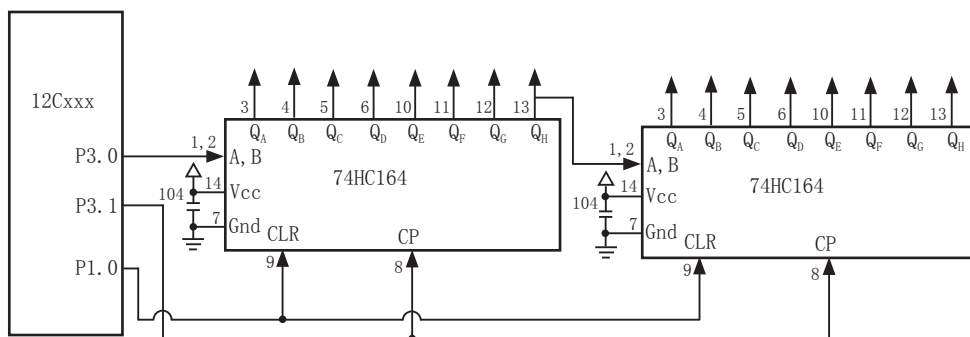 12Cxxx
P3.0
P3.1
P1.0
3 4 5 6 10 11 12 13
QA QB QC QD QE QF QG QH
1,2 A,B
74HC164
14 Vcc
104
7 Gnd
CLR CP
9 8
3 4 5 6 10 11 12 13
QA QB QC QD QE QF QG QH
1,2 A,B
74HC164
14 Vcc
104
7 Gnd
CLR CP
9 8